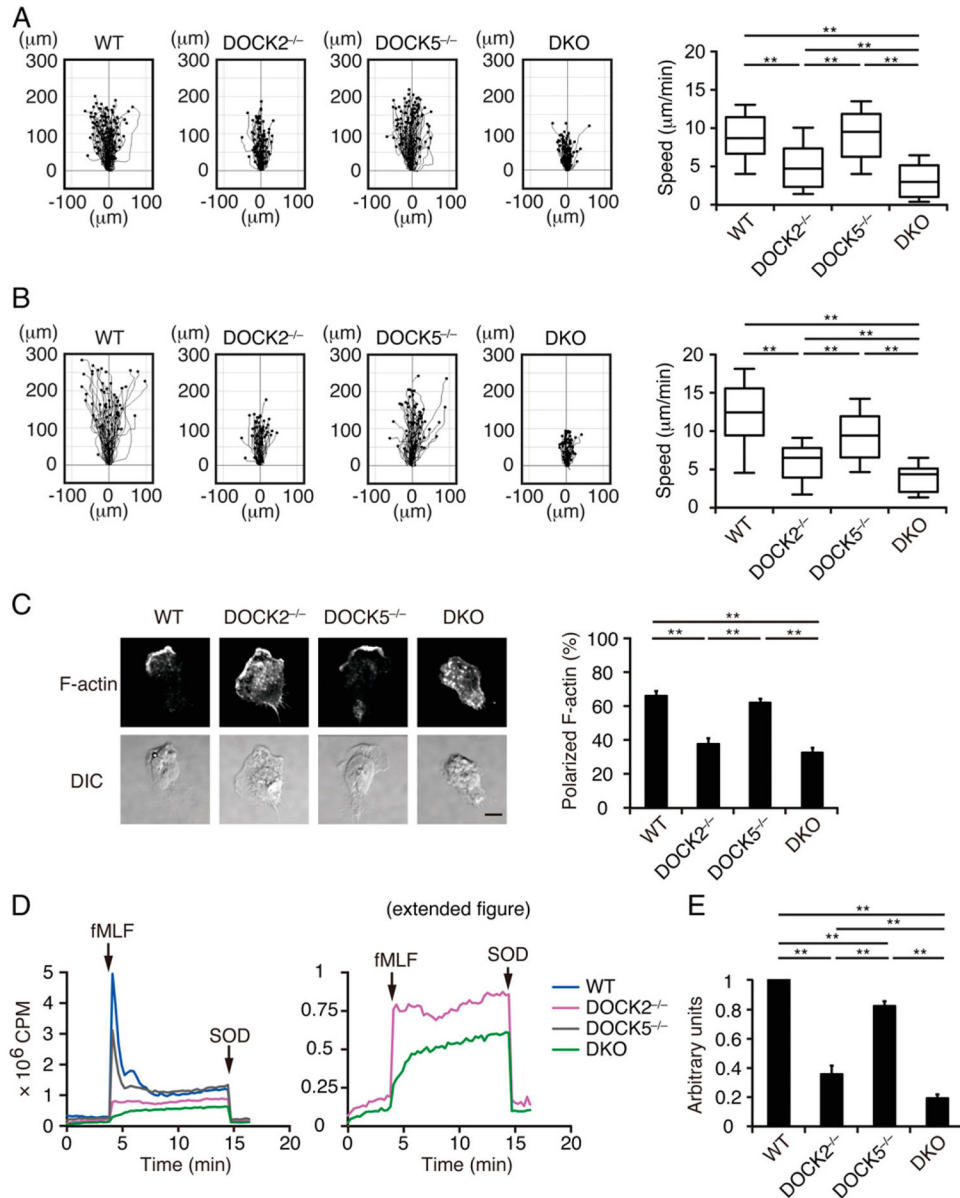 A
(μm) WT (μm) DOCK2–/– (μm) DOCK5–/– (μm) DKO
300 300 300 300
200 200 200 200
100 100 100 100
0 0 0 0
-100 0 100 -100 0 100 -100 0 100 -100 0 100
(μm) (μm) (μm) (μm)
**
**
** ** **
Speed (μm/min)
20
15
10
5
0
WT DOCK2–/– DOCK5–/– DKO
B
(μm) WT (μm) DOCK2–/– (μm) DOCK5–/– (μm) DKO
300 300 300 300
200 200 200 200
100 100 100 100
0 0 0 0
-100 0 100 -100 0 100 -100 0 100 -100 0 100
(μm) (μm) (μm) (μm)
**
**
** ** **
Speed (μm/min)
20
15
10
5
0
WT DOCK2–/– DOCK5–/– DKO
C
WT DOCK2–/– DOCK5–/– DKO
F-actin
DIC
**
** ** **
Polarized F-actin (%)
100
80
60
40
20
0
WT DOCK2–/– DOCK5–/– DKO
D
fMLF
SOD
× 10⁶ CPM
5
4
3
2
1
0
0 5 10 15 20
Time (min)
(extended figure)
fMLF
SOD
1
0.75
0.5
0.25
0
0 5 10 15 20
Time (min)
WT
DOCK2–/–
DOCK5–/–
DKO
E
**
**
**
** ** **
Arbitrary units
1
0.8
0.6
0.4
0.2
0
WT DOCK2–/– DOCK5–/– DKO